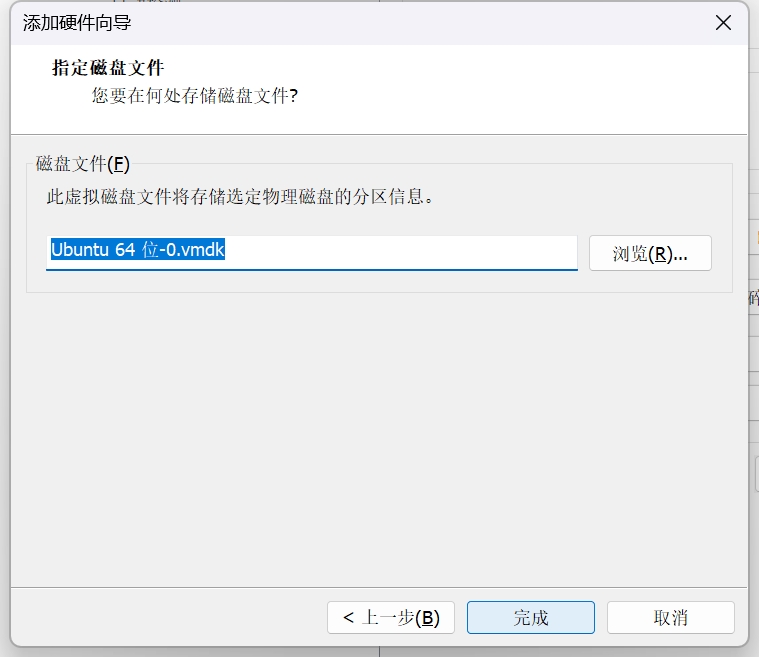 添加硬件向导
指定磁盘文件
您要在何处存储磁盘文件?
磁盘文件(F)
此虚拟磁盘文件将存储选定物理磁盘的分区信息。
Ubuntu 64 位-0.vmdk
浏览(R)...
< 上一步(B)
完成
取消